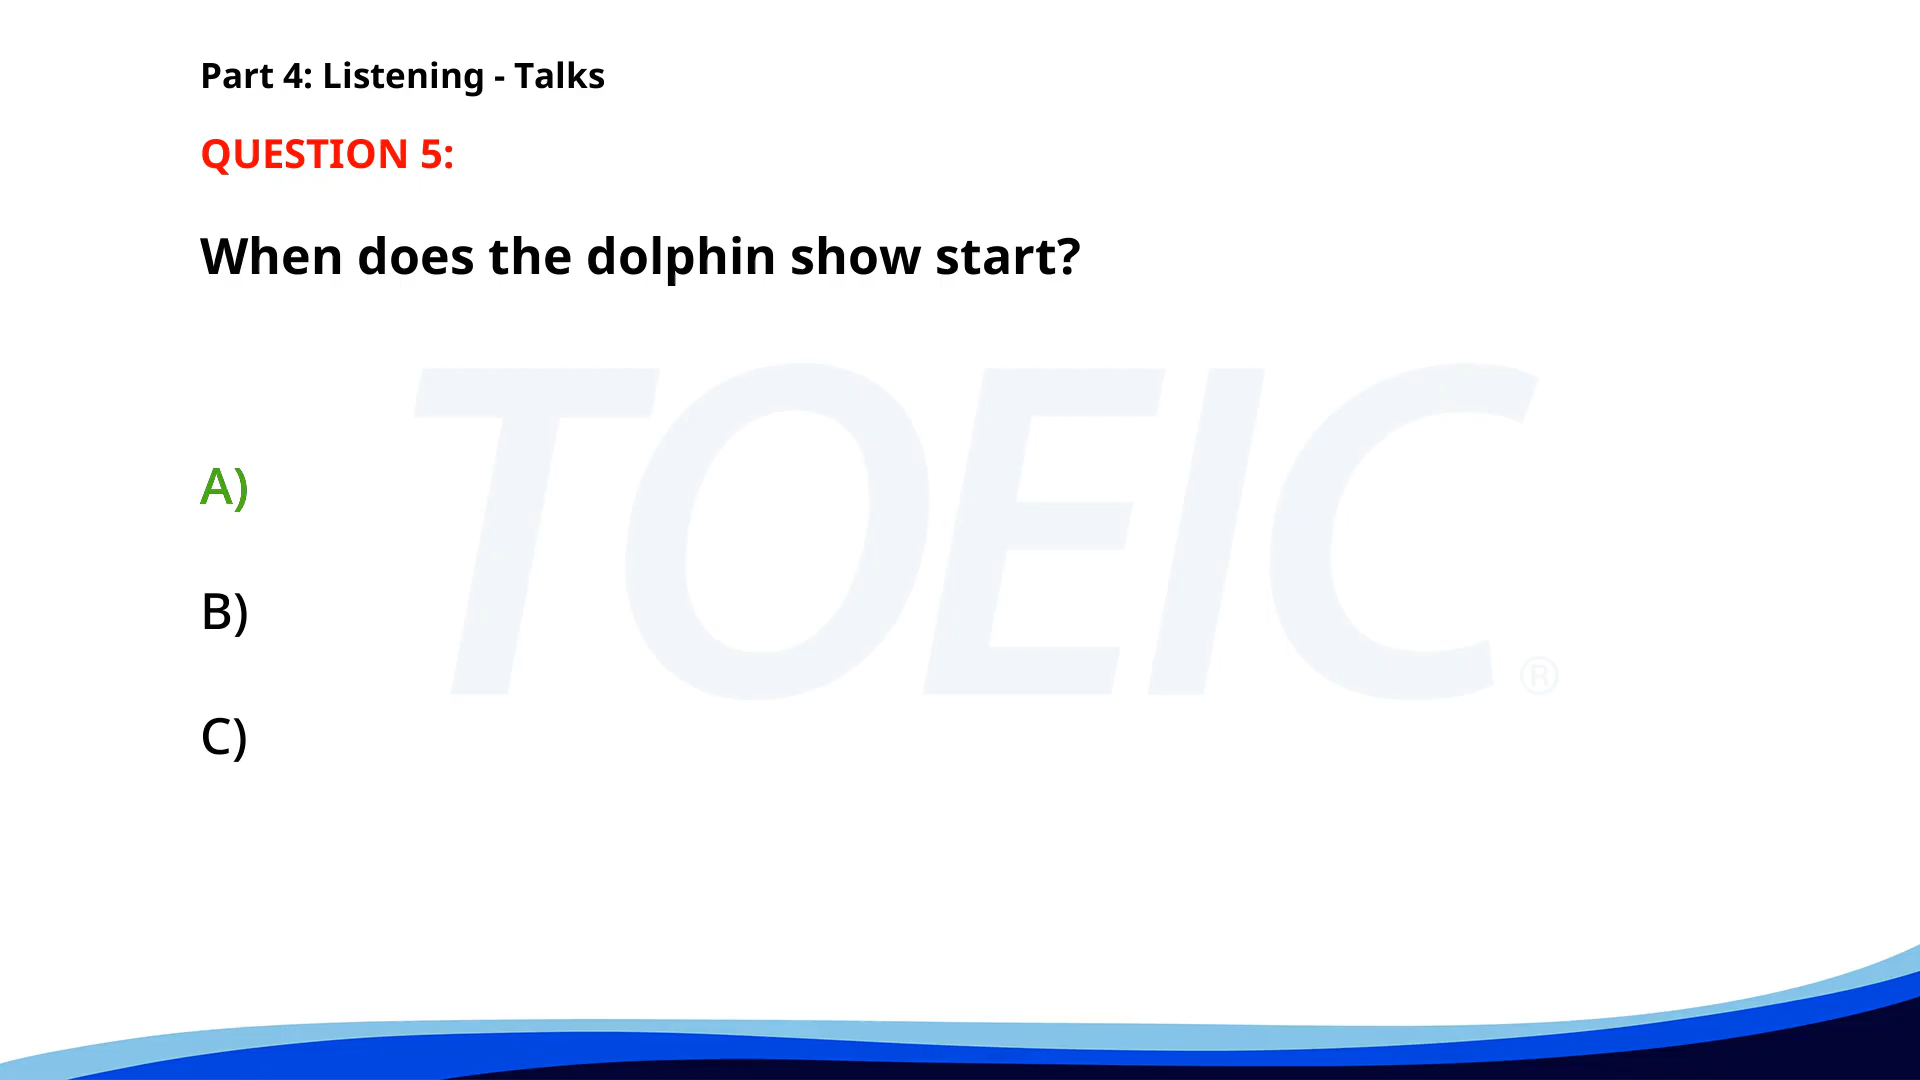 Part 4: Listening - Talks
QUESTION 5:
When does the dolphin show start?
TOEIC®
A)
B)
C)